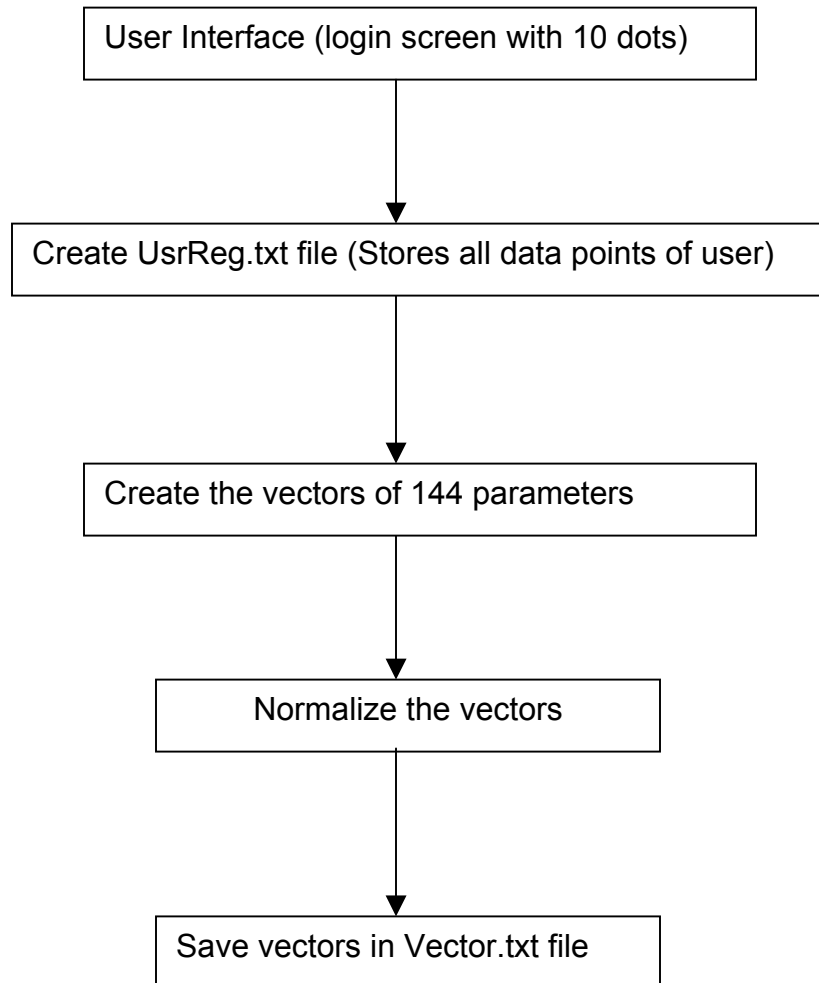 User Interface (login screen with 10 dots)
Create UsrReg.txt file (Stores all data points of user)
Create the vectors of 144 parameters
Normalize the vectors
Save vectors in Vector.txt file